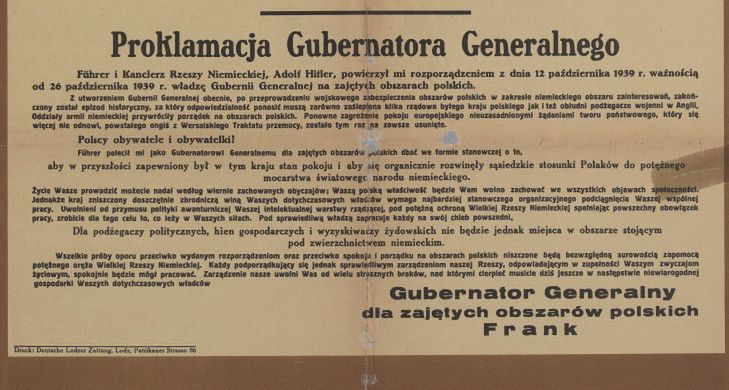 Proklamacja Gubernatora Generalnego
Führer i Kanclerz Rzeszy Niemieckiej, Adolf Hitler, powierzył mi rozporządzeniem z dnia 12 października 1939 r. ważnością
od 26 października 1939 r. władzę Gubernii Generalnej na zajętych obszarach polskich.
Z utworzeniem Gubernii Generalnej obecnie, po przeprowadzeniu wojskowego zabezpieczenia obszarów polskich w zakresie niemieckiego obszaru zainteresowań, zakoń-
czony został epizod historyczny, za który odpowiedzialność ponosić muszą zarówno zaślepiona klika rządowa byłego kraju polskiego jak i też obłudni podżegacze wojenni w Anglii,
Oddziały armii niemieckiej przywróciły porządek na obszarach polskich. Ponowne zagrożenie pokoju europejskiego nieuzasadnionymi żądaniami tworu państwowego, który się
więcej nie odnowi, powstałego ongiś z Wersalskiego Traktatu przemocy, zostało tym raz na zawsze usunięte.
Polscy obywatele i obywatelki!
Führer polecił mi jako Gubernatorowi Generalnemu dla zajętych obszarów polskich dbać we formie stanowczej o to,
aby w przyszłości zapewniony był w tym kraju stan pokoju i aby się organicznie rozwinęły sąsiedzkie stosunki Polaków do potężnego
mocarstwa światowego narodu niemieckiego.
Życie Wasze prowadzić możecie nadal według wiernie zachowanych obyczajów; Waszą polską właściwość będzie Wam wolno zachować we wszystkich objawach społeczności.
Jednakże kraj zniszczony doszczętnie zbrodniczą winą Waszych dotychczasowych władców wymaga najbardziej stanowczego organizacyjnego podciągnięcia Waszej wspólnej
pracy. Uwolnieni od przymusu polityki awanturniczej Waszej intelektualnej warstwy rządzącej, pod potężną ochroną Wielkiej Rzeszy Niemieckiej spełniając powszechny obowiązek
pracy, zrobicie dla tego celu to, co leży w Waszych siłach. Pod sprawiedliwą władzą zapracuje każdy na swój chleb powszedni.
Dla podżegaczy politycznych, hien gospodarczych i wyzyskiwaczy żydowskich nie będzie jednak miejsca w obszarze stojącym
pod zwierzchnictwem niemieckim.
Wszelkie próby oporu przeciwko wydanym rozporządzeniom oraz przeciwko spokoju i porządku na obszarach polskich niszczone będą bezwzględną surowością zapomocą
potężnego oręża Wielkiej Rzeszy Niemieckiej. Każdy podporządkujący się jednak sprawiedliwym zarządzeniom naszej Rzeszy, odpowiadającym w zupełności Waszym zwyczajom
życiowym, spokojnie będzie mógł pracować. Zarządzenie nasze uwolni Was od wielu strasznych braków, nad którymi cierpieć musicie dziś jeszcze w następstwie niewiarogodnej
gospodarki Waszych dotychczasowych władców
Gubernator Generalny
dla zajętych obszarów polskich
Frank
Druck: Deutsche Lodzer Zeitung, Lodz, Petrikauer Strasse 86